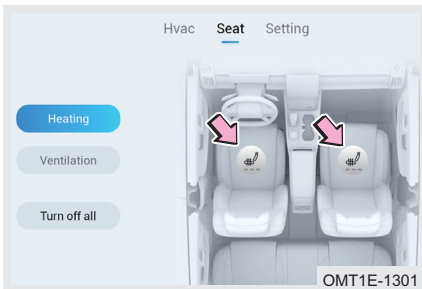 Hvac Seat Setting
Heating
Ventilation
Turn off all
OMT1E-1301